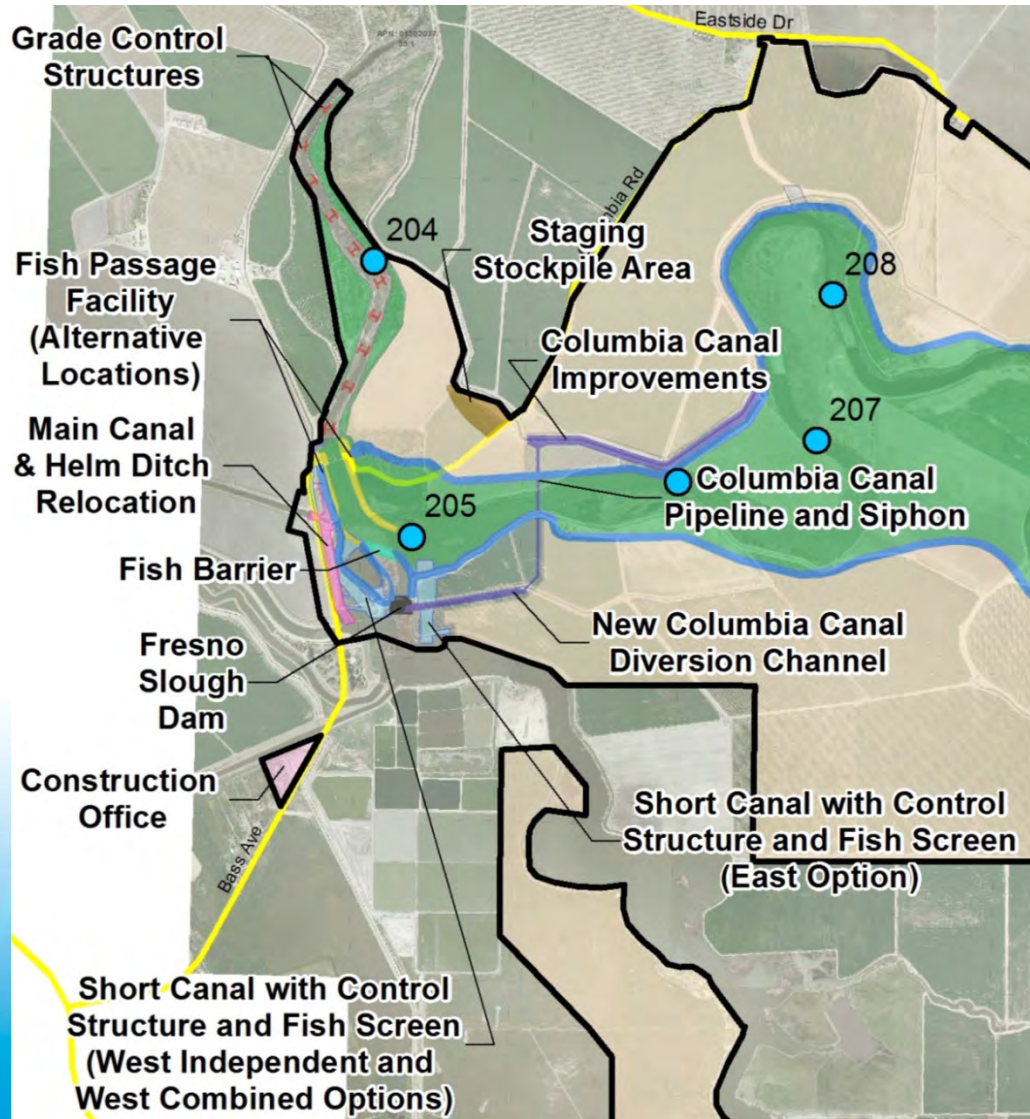 Eastside Dr
Grade Control
Structures
204
Staging
Stockpile Area
Fish Passage
Facility
(Alternative
Locations)
208
Columbia Canal
Improvements
Main Canal
& Helm Ditch
Relocation
207
205
Columbia Canal
Pipeline and Siphon
Fish Barrier
New Columbia Canal
Diversion Channel
Fresno
Slough
Dam
Construction
Office
Bass Ave
Short Canal with Control
Structure and Fish Screen
(East Option)
Short Canal with Control
Structure and Fish Screen
(West Independent and
West Combined Options)